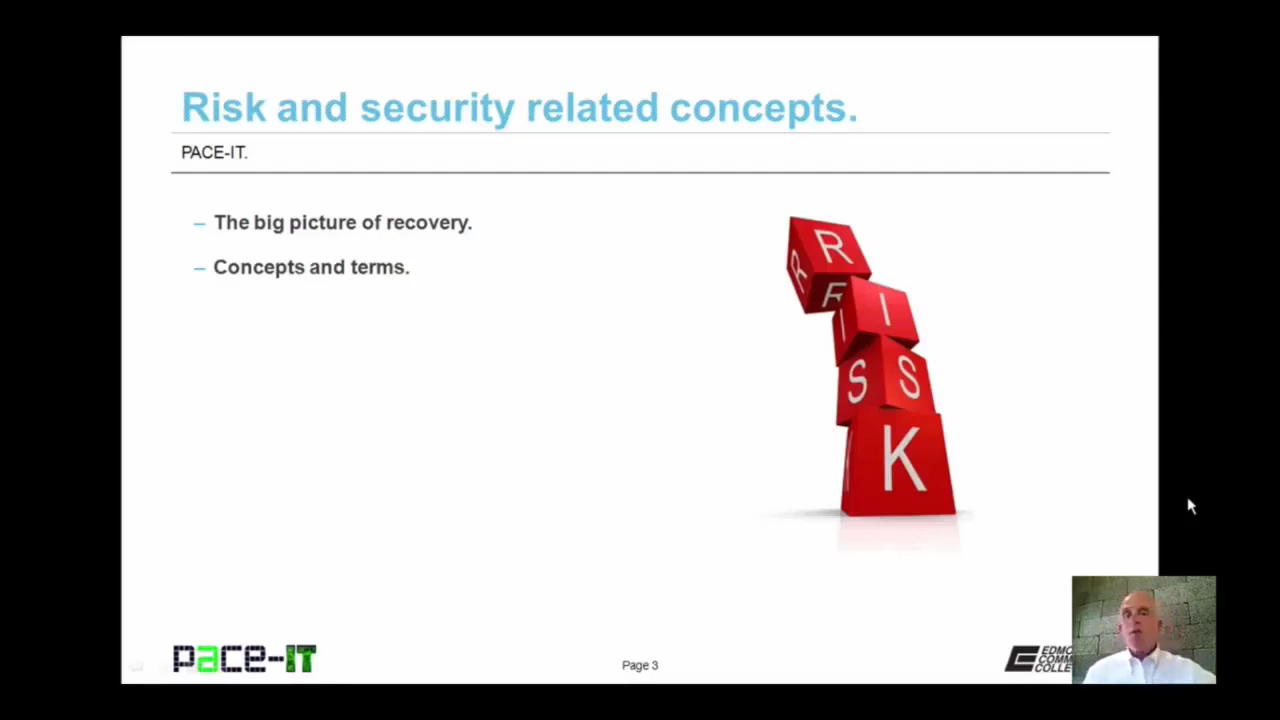 Risk and security related concepts.
PACE-IT.
– The big picture of recovery.
– Concepts and terms.
R
R
R
I
I
S
S
K
pace-IT
Page 3